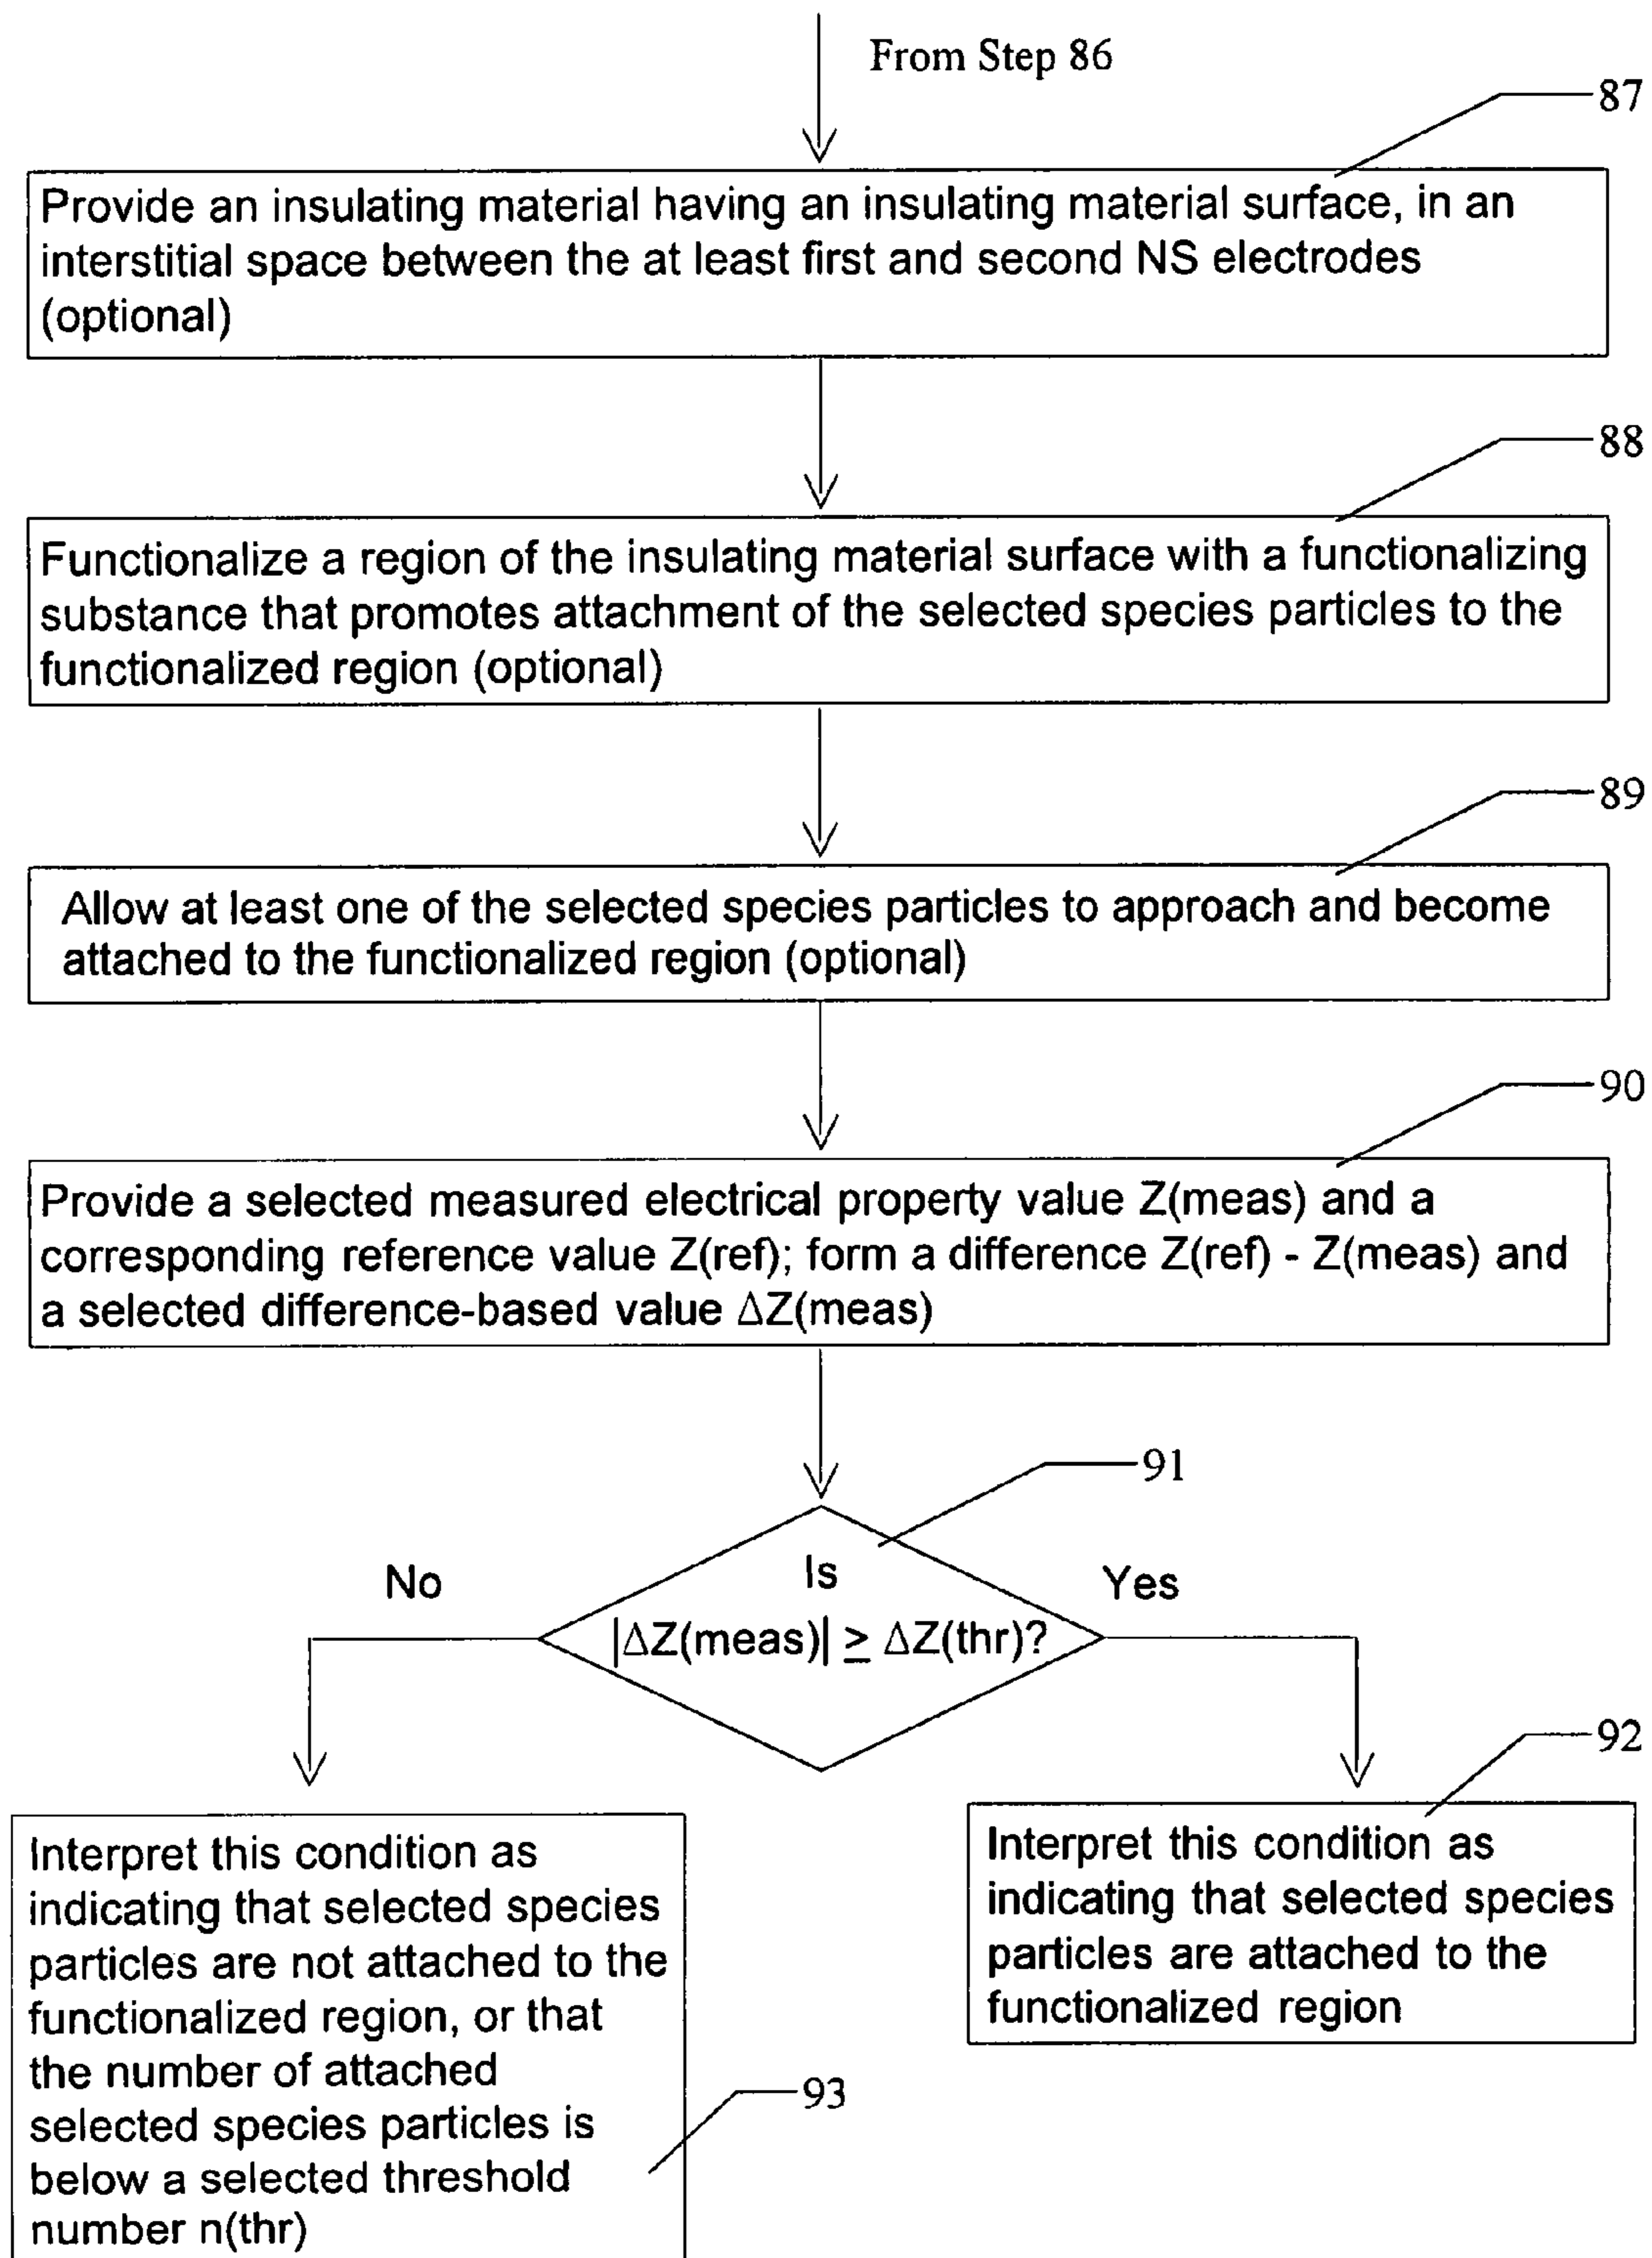 From Step 86
87
Provide an insulating material having an insulating material surface, in an
interstitial space between the at least first and second NS electrodes
(optional)
88
Functionalize a region of the insulating material surface with a functionalizing
substance that promotes attachment of the selected species particles to the
functionalized region (optional)
89
Allow at least one of the selected species particles to approach and become
attached to the functionalized region (optional)
90
Provide a selected measured electrical property value Z(meas) and a
corresponding reference value Z(ref); form a difference Z(ref) - Z(meas) and
a selected difference-based value ΔZ(meas)
91
No
Is
Yes
|ΔZ(meas)| ≥ ΔZ(thr)?
92
Interpret this condition as
indicating that selected species
particles are not attached to the
functionalized region, or that
the number of attached
selected species particles is
below a selected threshold
number n(thr)
93
Interpret this condition as
indicating that selected species
particles are attached to the
functionalized region